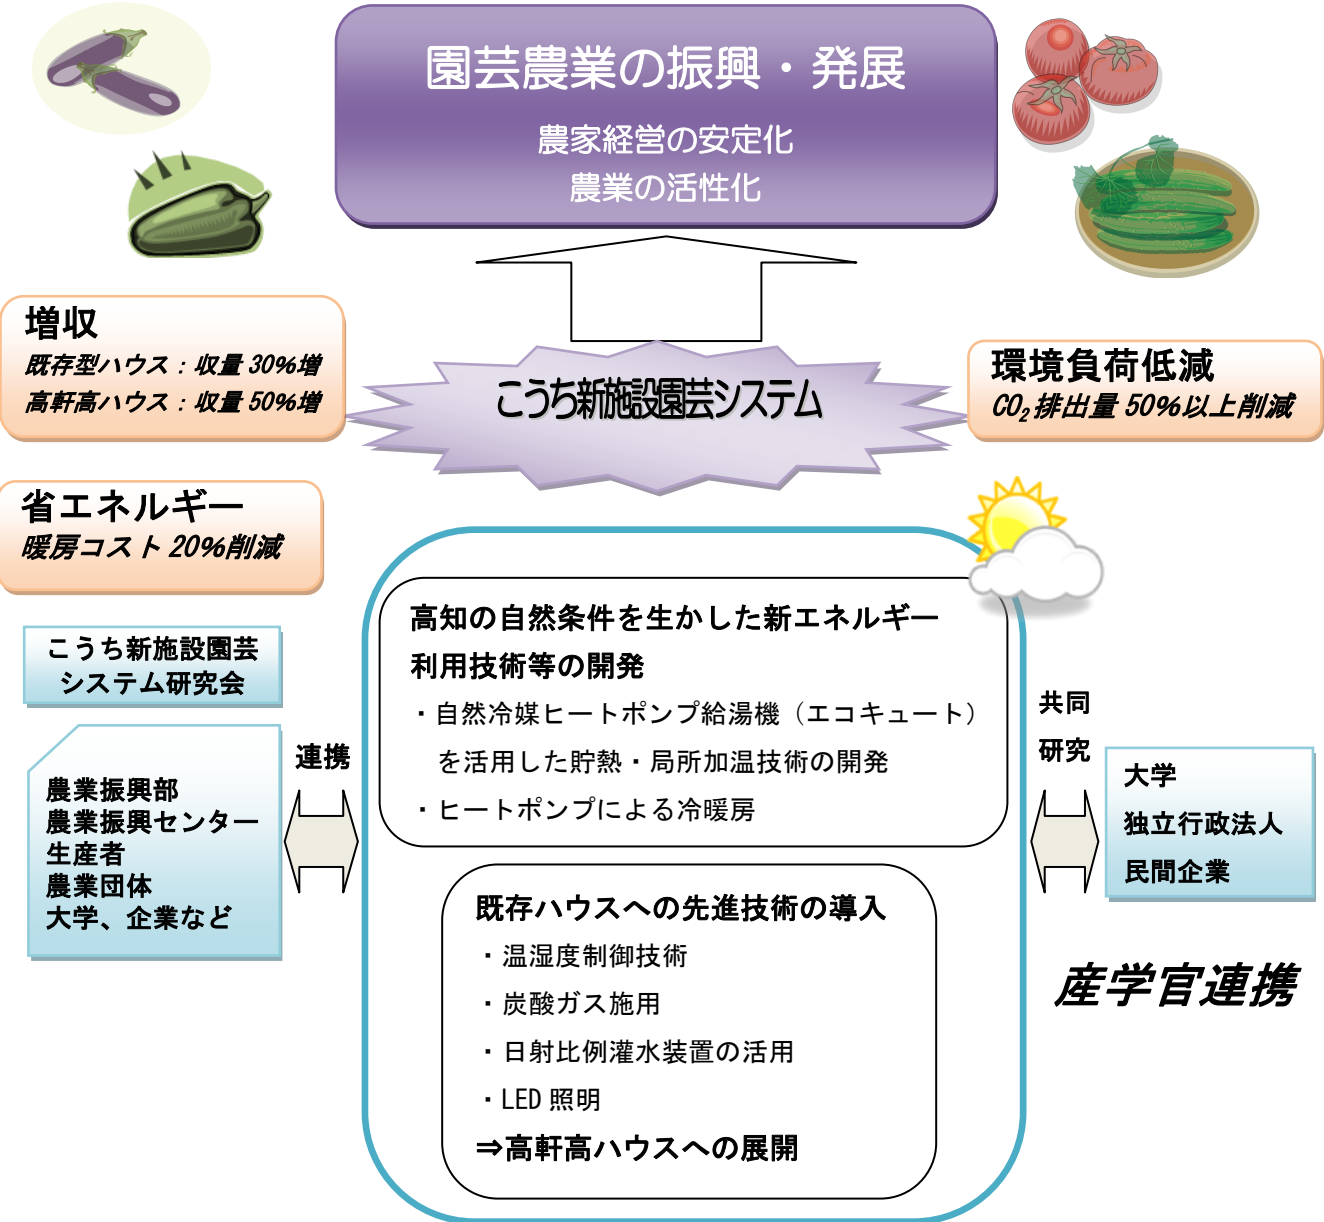 園芸農業の振興・発展
農家経営の安定化
農業の活性化
増収
既存型ハウス：収量 30%増
高軒高ハウス：収量 50%増
こうち新施設園芸システム
環境負荷低減
CO₂排出量 50%以上削減
省エネルギー
暖房コスト 20%削減
こうち新施設園芸
システム研究会
農業振興部
農業振興センター
生産者
農業団体
大学、企業など
連携
高知の自然条件を生かした新エネルギー
利用技術等の開発
・自然冷媒ヒートポンプ給湯機（エコキュート）
を活用した貯熱・局所加温技術の開発
・ヒートポンプによる冷暖房
既存ハウスへの先進技術の導入
・温湿度制御技術
・炭酸ガス施用
・日射比例灌水装置の活用
・LED 照明
⇒高軒高ハウスへの展開
共同
研究
大学
独立行政法人
民間企業
産学官連携